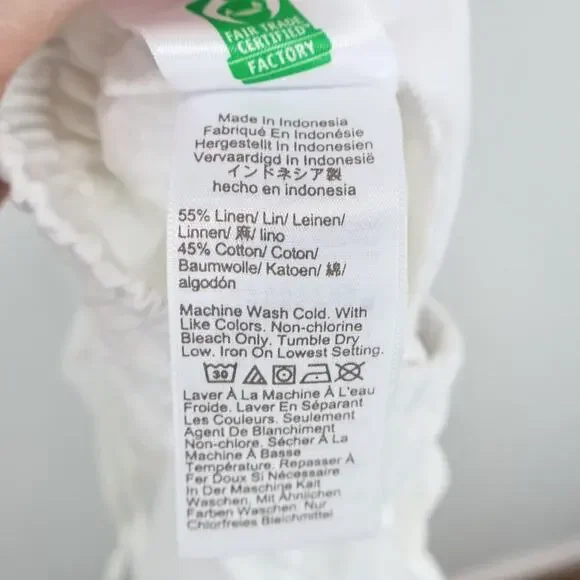 FAIR TRADE
CERTIFIED
FACTORY
Made In Indonesia
Fabriqué En Indonésie
Hergestellt In Indonesien
Vervaardigd In Indonesië
インドネシア製
hecho en indonesia
55% Linen/ Lin/ Leinen/
Linnen/ 麻/ lino
45% Cotton/ Coton/
Baumwolle/ Katoen/ 綿/
algodón
Machine Wash Cold. With
Like Colors. Non-chlorine
Bleach Only. Tumble Dry
Low. Iron On Lowest Setting.
30
Laver À La Machine À L'eau
Froide. Laver En Séparant
Les Couleurs. Seulement
Agent De Blanchiment
Non-chlore. Sécher À La
Machine À Basse
Température. Repasser À
Fer Doux Si Nécessaire
In Der Maschine Kalt
Waschen. Mit Ähnlichen
Farben Waschen. Nur
Chlorfreies Bleichmittel